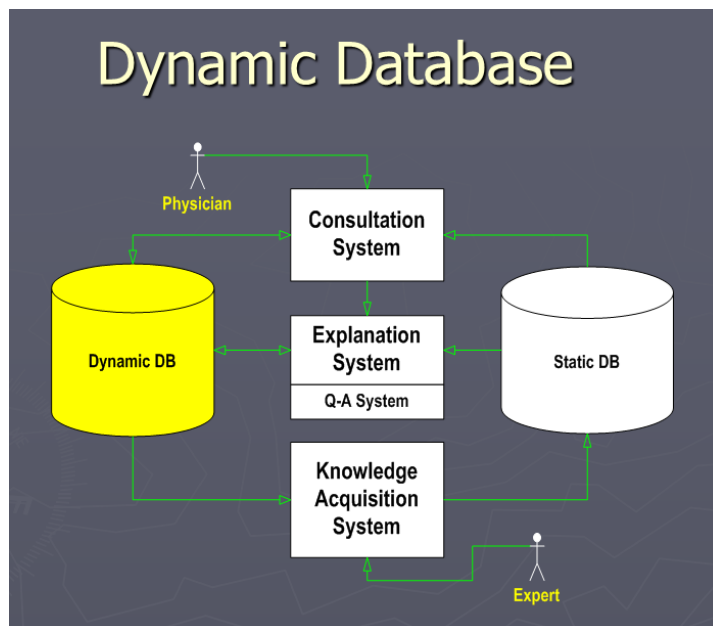 Dynamic Database
Physician
Consultation
System
Dynamic DB
Explanation
System
Q-A System
Static DB
Knowledge
Acquisition
System
Expert